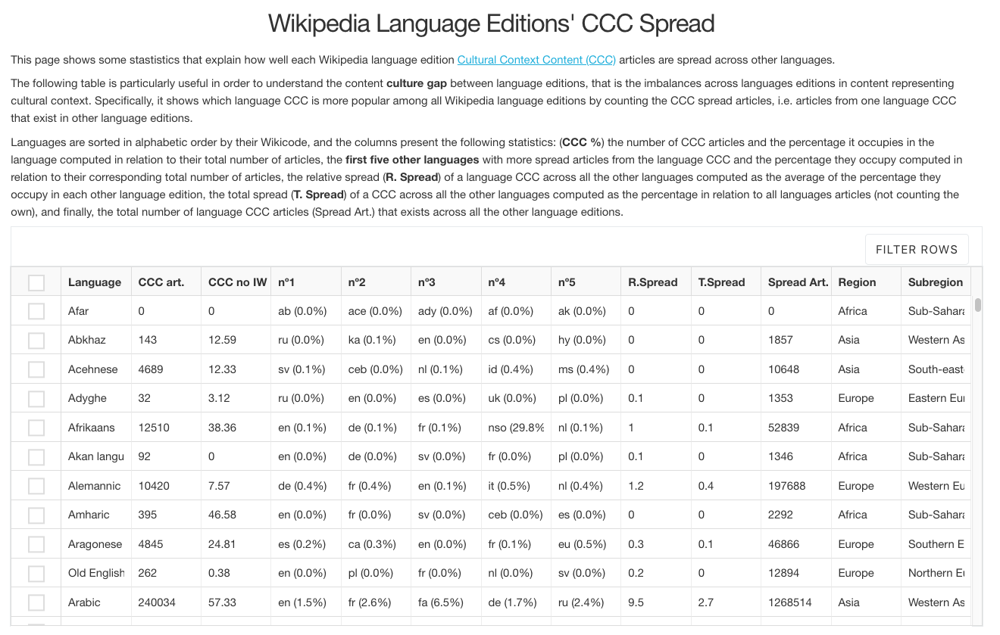 Wikipedia Language Editions' CCC Spread
This page shows some stastistics that explain how well each Wikipedia language edition Cultural Context Content (CCC) articles are spread across other languages.
The following table is particularly useful in order to understand the content culture gap between language editions, that is the imbalances across languages editions in content representing
cultural context. Specifically, it shows which language CCC is more popular among all Wikipedia language editions by counting the CCC spread articles, i.e. articles from one language CCC
that exist in other language editions.
Languages are sorted in alphabetic order by their Wikicode, and the columns present the following statistics: (CCC %) the number of CCC articles and the percentage it occupies in the
language computed in relation to their total number of articles, the first five other languages with more spread articles from the language CCC and the percentage they occupy computed in
relation to their corresponding total number of articles, the relative spread (R. Spread) of a language CCC across all the other languages computed as the average of the percentage they
occupy in each other language edition, the total spread (T. Spread) of a CCC across all the other languages computed as the percentage in relation to all languages articles (not counting the
own), and finally, the total number of language CCC articles (Spread Art.) that exists across all the other language editions.
FILTER ROWS
Language CCC art. CCC no IW nº1 nº2 nº3 nº4 nº5 R.Spread T.Spread Spread Art. Region Subregion
Afar 0 0 ab (0.0%) ace (0.0%) ady (0.0%) af (0.0%) ak (0.0%) 0 0 0 Africa Sub-Sahara
Abkhaz 143 12.59 ru (0.0%) ka (0.1%) en (0.0%) cs (0.0%) hy (0.0%) 0 0 1857 Asia Western As
Acehnese 4689 12.33 sv (0.1%) ceb (0.0%) nl (0.1%) id (0.4%) ms (0.4%) 0 0 10648 Asia South-east
Adyghe 32 3.12 ru (0.0%) en (0.0%) es (0.0%) uk (0.0%) pl (0.0%) 0.1 0 1353 Europe Eastern Eur
Afrikaans 12510 38.36 en (0.1%) de (0.1%) fr (0.1%) nso (29.8% nl (0.1%) 1 0.1 52839 Africa Sub-Sahara
Akan langu 92 0 en (0.0%) de (0.0%) sv (0.0%) fr (0.0%) pl (0.0%) 0.1 0 1346 Africa Sub-Sahara
Alemannic 10420 7.57 de (0.4%) fr (0.4%) en (0.1%) it (0.5%) nl (0.4%) 1.2 0.4 197688 Europe Western Eu
Amharic 395 46.58 en (0.0%) fr (0.0%) sv (0.0%) ceb (0.0%) es (0.0%) 0 0 2292 Africa Sub-Sahara
Aragonese 4845 24.81 es (0.2%) ca (0.3%) en (0.0%) fr (0.1%) eu (0.5%) 0.3 0.1 46866 Europe Southern E
Old English 262 0.38 en (0.0%) pl (0.0%) fr (0.0%) nl (0.0%) sv (0.0%) 0.2 0 12894 Europe Northern Eu
Arabic 240034 57.33 en (1.5%) fr (2.6%) fa (6.5%) de (1.7%) ru (2.4%) 9.5 2.7 1268514 Asia Western As